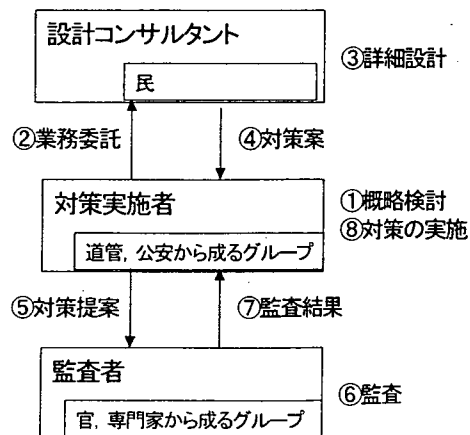 設計コンサルタント
民
③詳細設計
②業務委託
④対策案
対策実施者
道管, 公安から成るグループ
①概略検討
⑧対策の実施
⑤対策提案
⑦監査結果
監査者
官, 専門家から成るグループ
⑥監査